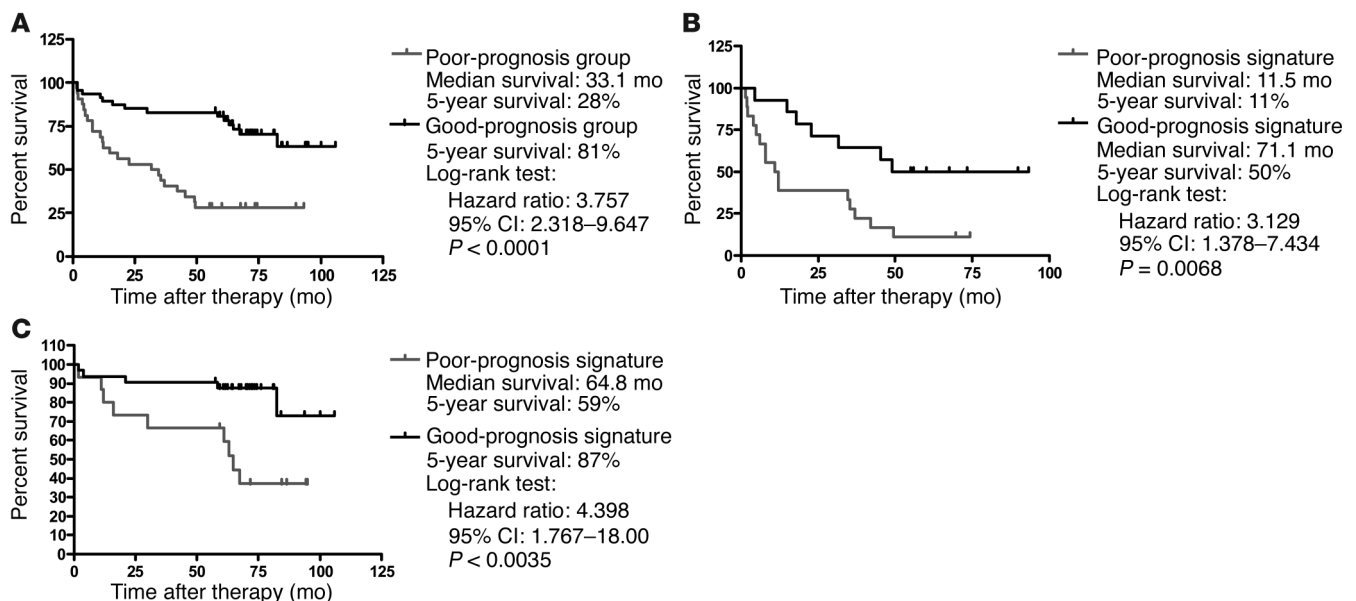 A
125
100
75
50
25
0
Percent survival
0 25 50 75 100 125
Time after therapy (mo)
Poor-prognosis group
Median survival: 33.1 mo
5-year survival: 28%
Good-prognosis group
5-year survival: 81%
Log-rank test:
Hazard ratio: 3.757
95% CI: 2.318–9.647
P < 0.0001
B
125
100
75
50
25
0
Percent survival
0 25 50 75 100
Time after therapy (mo)
Poor-prognosis signature
Median survival: 11.5 mo
5-year survival: 11%
Good-prognosis signature
Median survival: 71.1 mo
5-year survival: 50%
Log-rank test:
Hazard ratio: 3.129
95% CI: 1.378–7.434
P = 0.0068
C
110
100
90
80
70
60
50
40
30
20
10
0
Percent survival
0 25 50 75 100 125
Time after therapy (mo)
Poor-prognosis signature
Median survival: 64.8 mo
5-year survival: 59%
Good-prognosis signature
5-year survival: 87%
Log-rank test:
Hazard ratio: 4.398
95% CI: 1.767–18.00
P < 0.0035